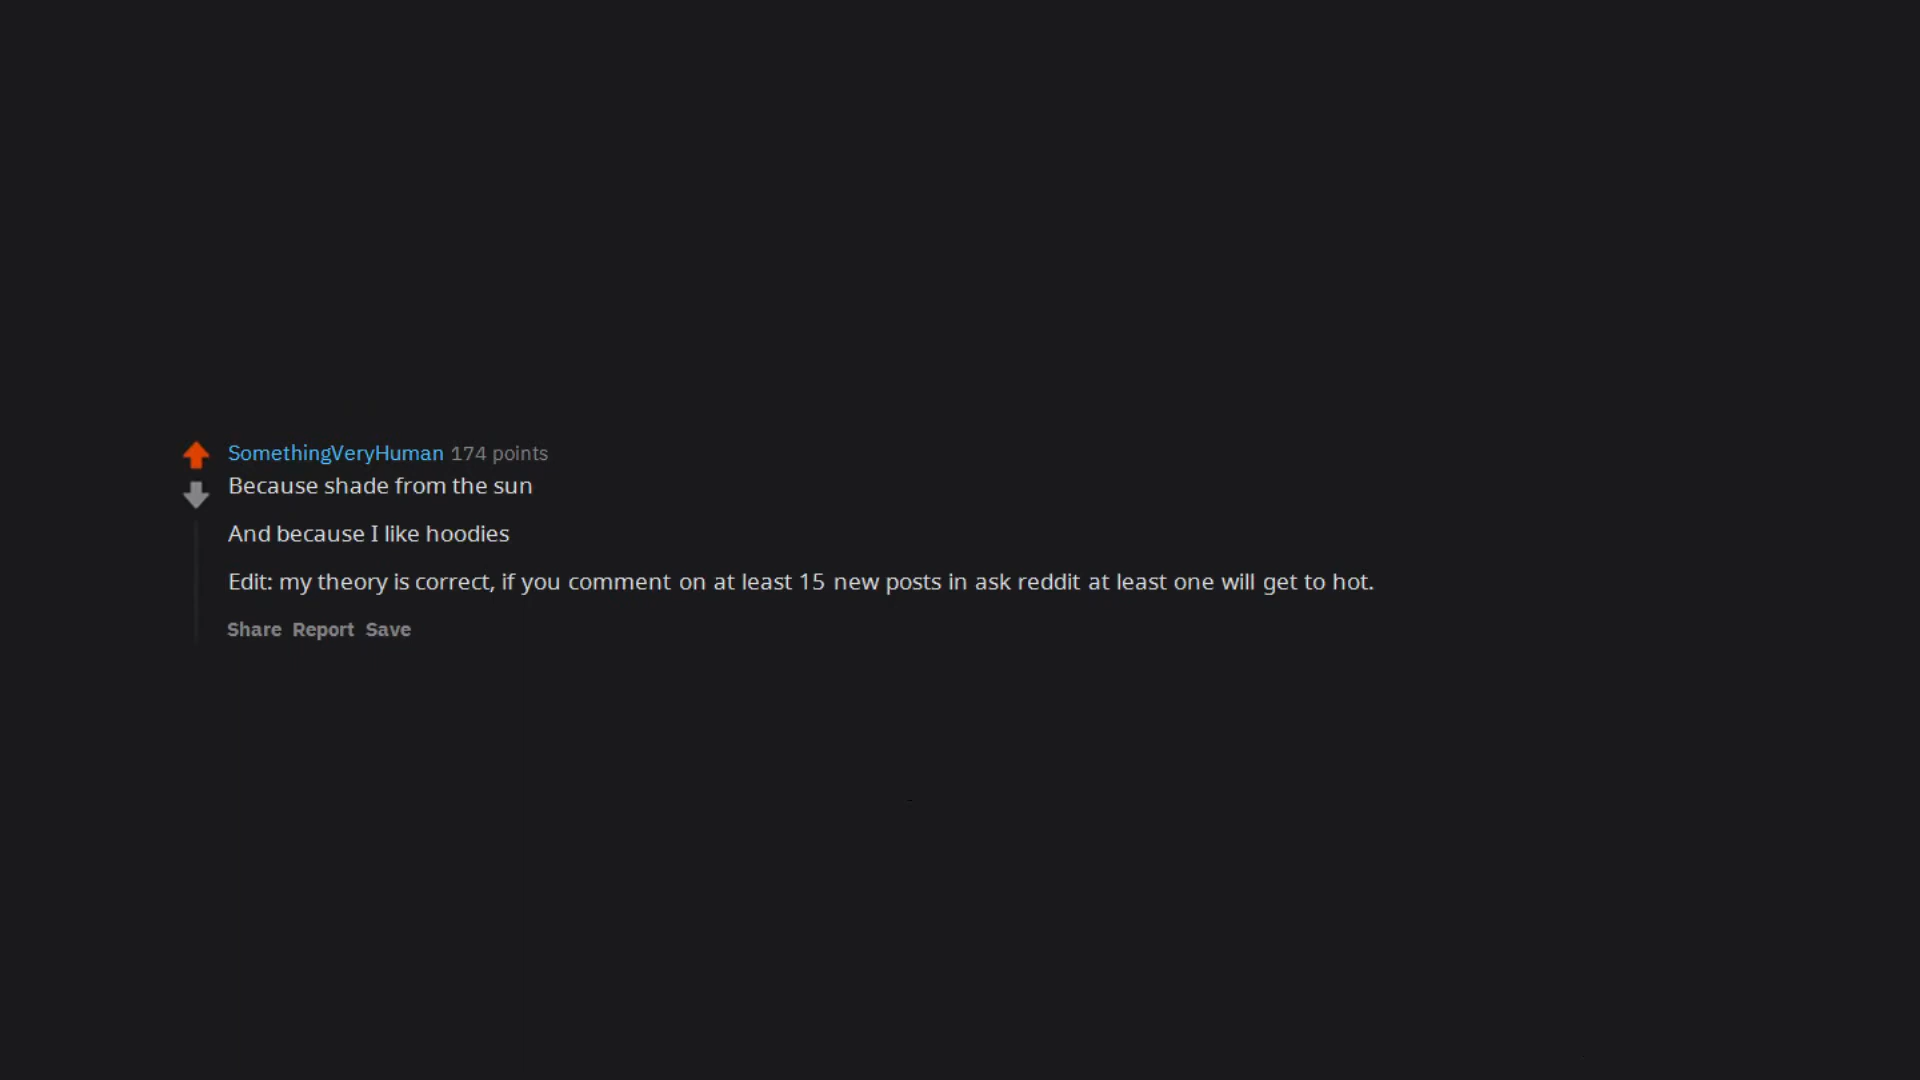 SomethingVeryHuman 174 points
Because shade from the sun
And because I like hoodies
Edit: my theory is correct, if you comment on at least 15 new posts in ask reddit at least one will get to hot.
Share Report Save